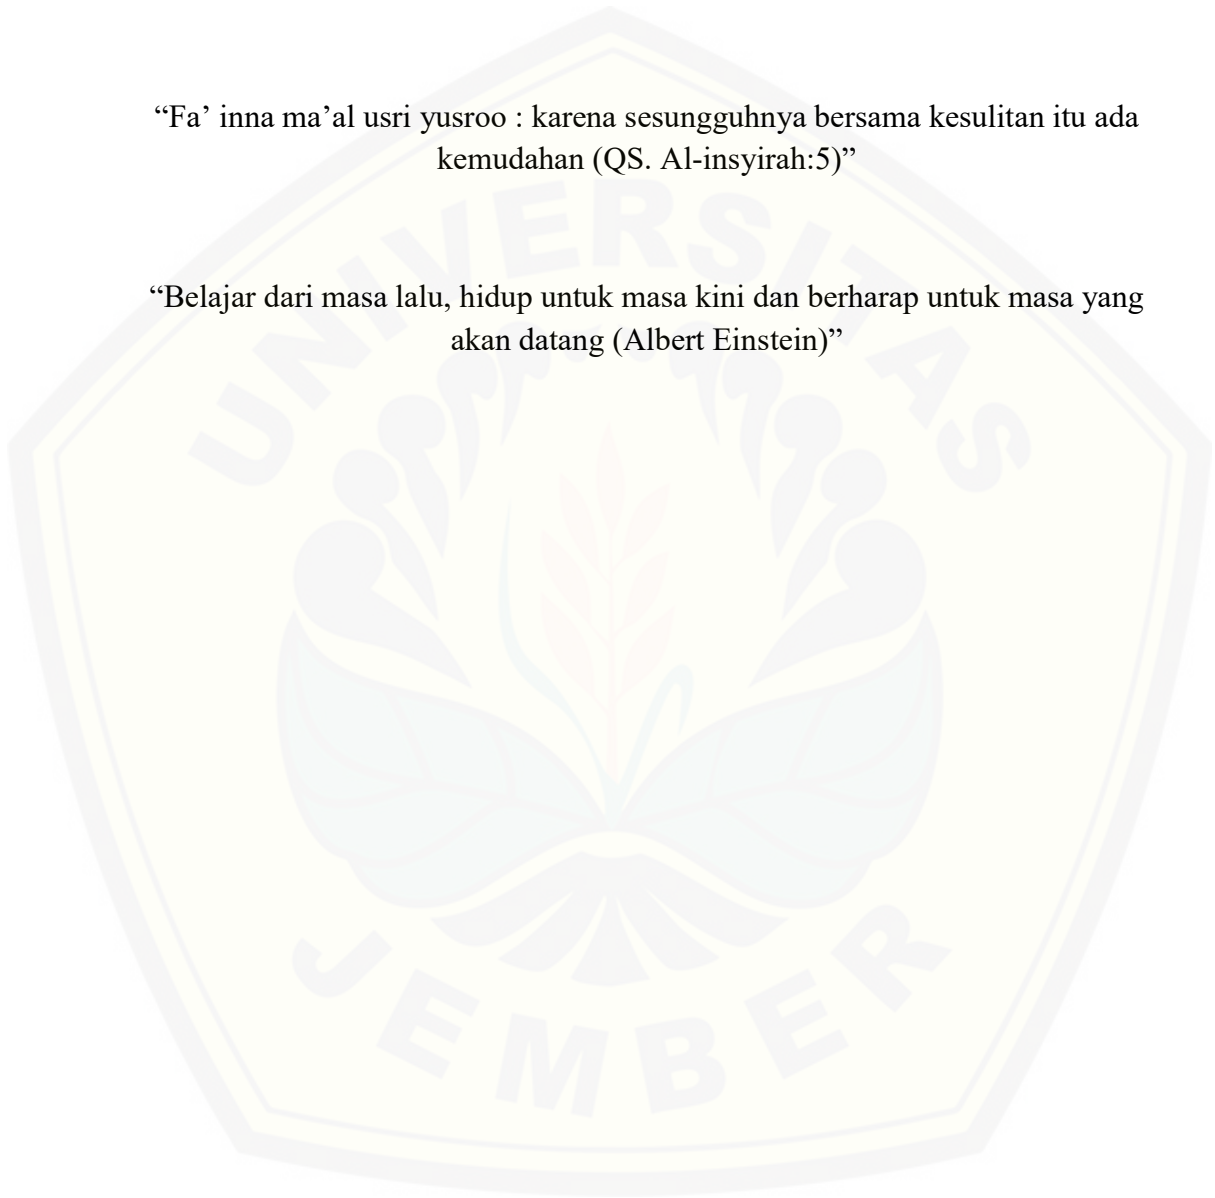 “Fa’ inna ma’al usri yusroo : karena sesungguhnya bersama kesulitan itu ada
kemudahan (QS. Al-insyirah:5)”
“Belajar dari masa lalu, hidup untuk masa kini dan berharap untuk masa yang
akan datang (Albert Einstein)”
UNIVERSITAS
JEMBER